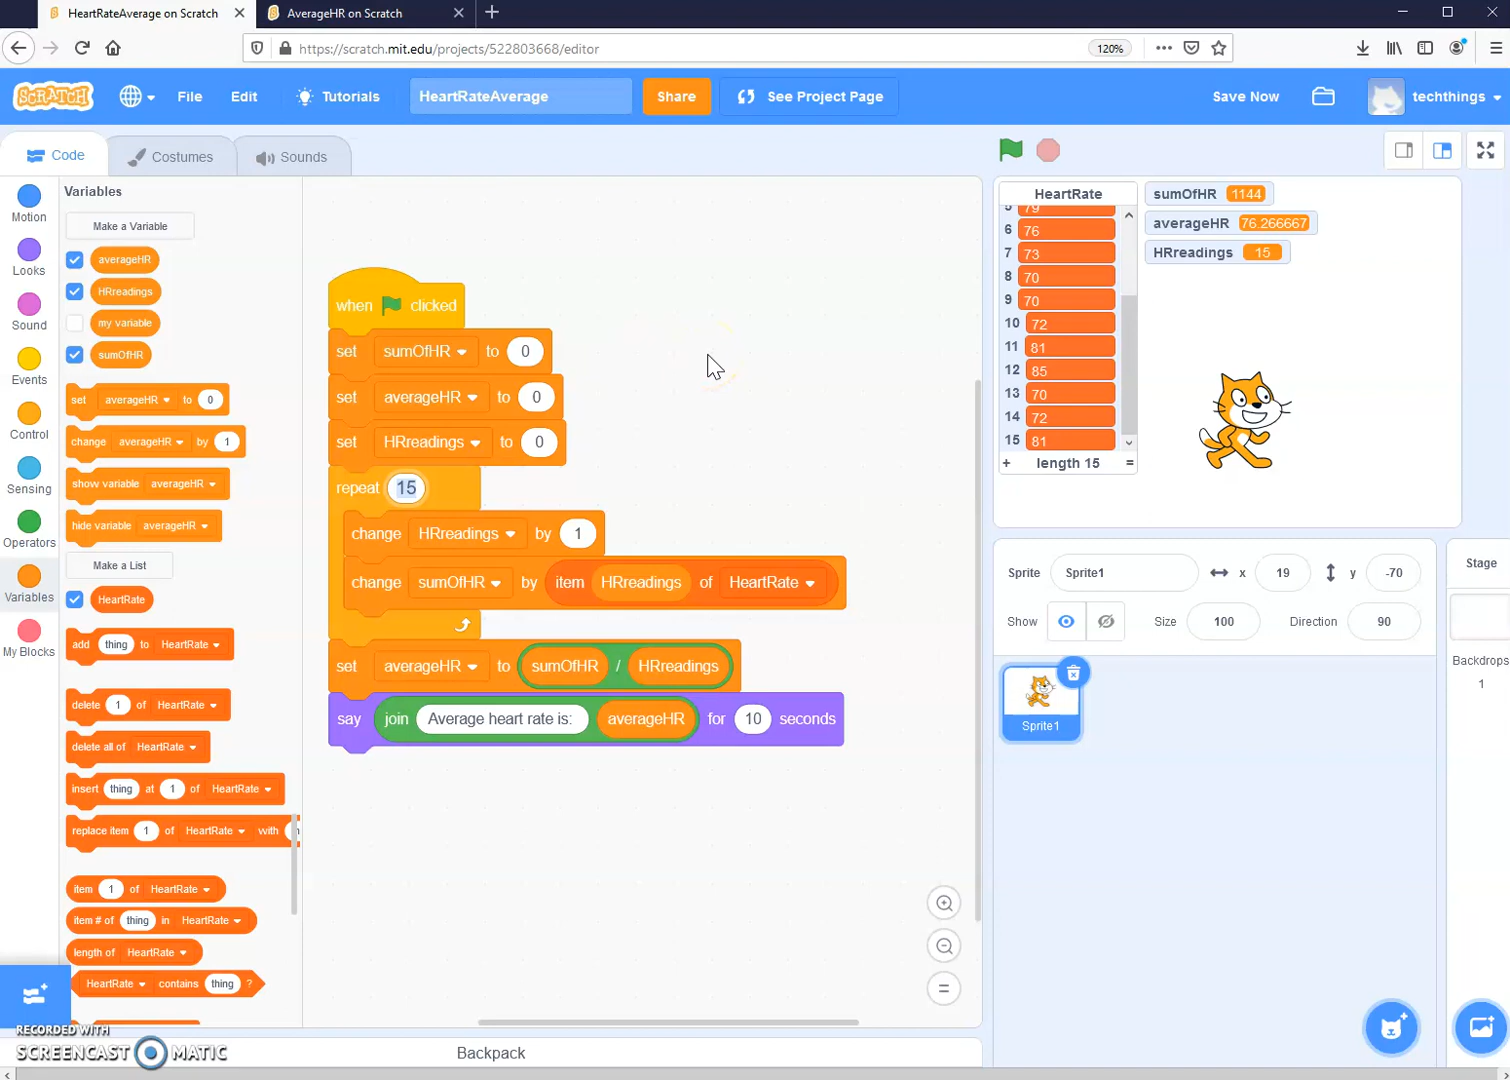 HeartRateAverage on Scratch
AverageHR on Scratch
https://scratch.mit.edu/projects/522803668/editor
120%
SCRATCH
File
Edit
Tutorials
HeartRateAverage
Share
See Project Page
Save Now
techthings
Code
Costumes
Sounds
Motion
Looks
Sound
Events
Control
Sensing
Operators
Variables
My Blocks
Variables
Make a Variable
averageHR
HRreadings
my variable
sumOfHR
set averageHR to 0
change averageHR by 1
show variable averageHR
hide variable averageHR
Make a List
HeartRate
add thing to HeartRate
delete 1 of HeartRate
delete all of HeartRate
insert thing at 1 of HeartRate
replace item 1 of HeartRate with
item 1 of HeartRate
item # of thing in HeartRate
length of HeartRate
HeartRate contains thing ?
when clicked
set sumOfHR to 0
set averageHR to 0
set HRreadings to 0
repeat 15
change HRreadings by 1
change sumOfHR by item HRreadings of HeartRate
set averageHR to sumOfHR / HRreadings
say join Average heart rate is: averageHR for 10 seconds
HeartRate
5 79
6 76
7 73
8 70
9 70
10 72
11 81
12 85
13 70
14 72
15 81
+ length 15 =
sumOfHR 1144
averageHR 76.266667
HRreadings 15
Sprite Sprite1 x 19 y -70
Show Size 100 Direction 90
Sprite1
Stage
Backdrops
1
Backpack
RECORDED WITH
SCREENCAST MATIC